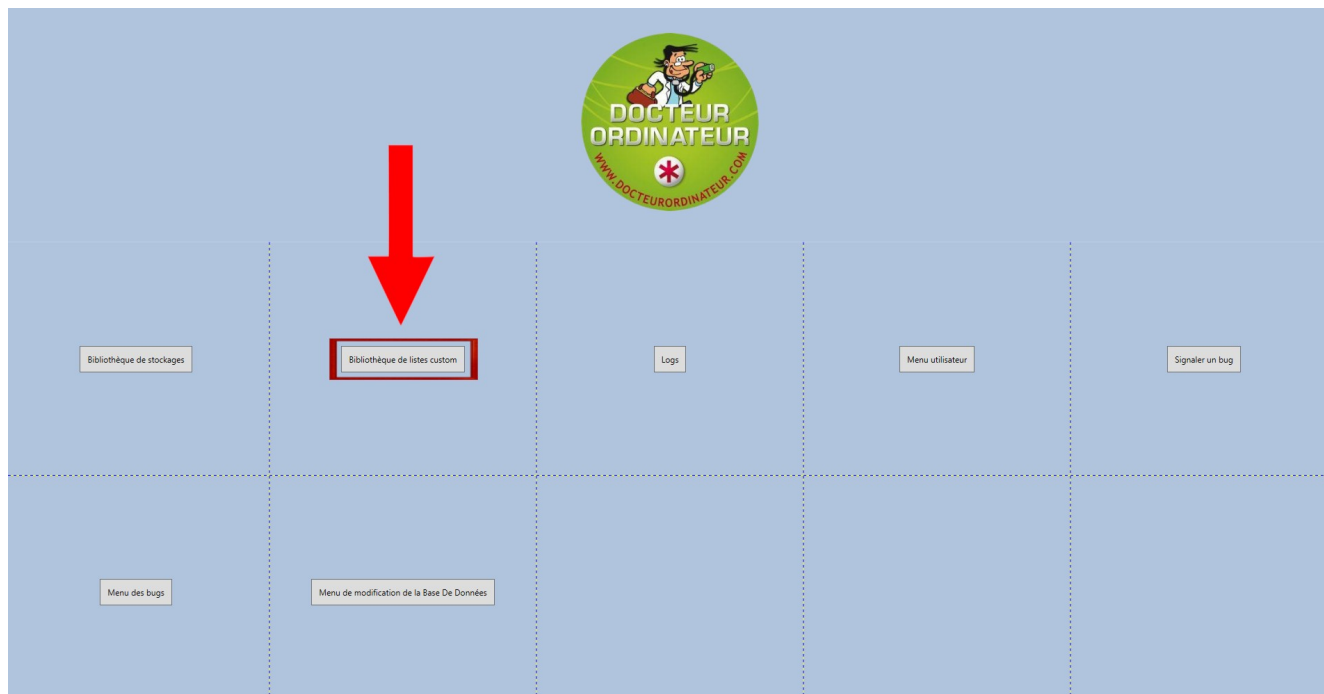 DOCTEUR
ORDINATEUR
WWW.DOCTEURORDINATEUR.COM
Bibliothèque de stockages
Bibliothèque de listes custom
Logs
Menu utilisateur
Signaler un bug
Menu des bugs
Menu de modification de la Base De Données